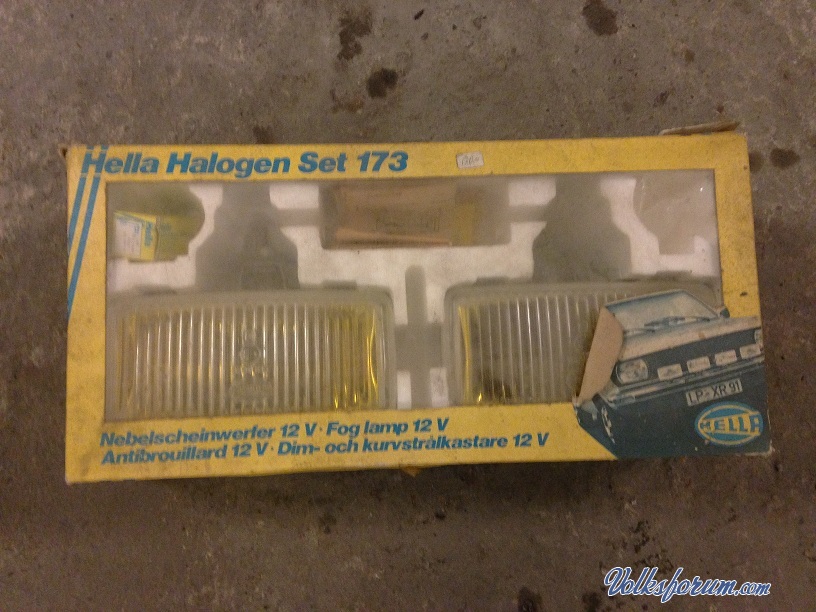 Hella Halogen Set 173
Nebelscheinwerfer 12 V · Fog lamp 12 V
Antibrouillard 12 V · Dim- och kurvstrålkastare 12 V
LP-XR 91
HELLA
Volksforum.com